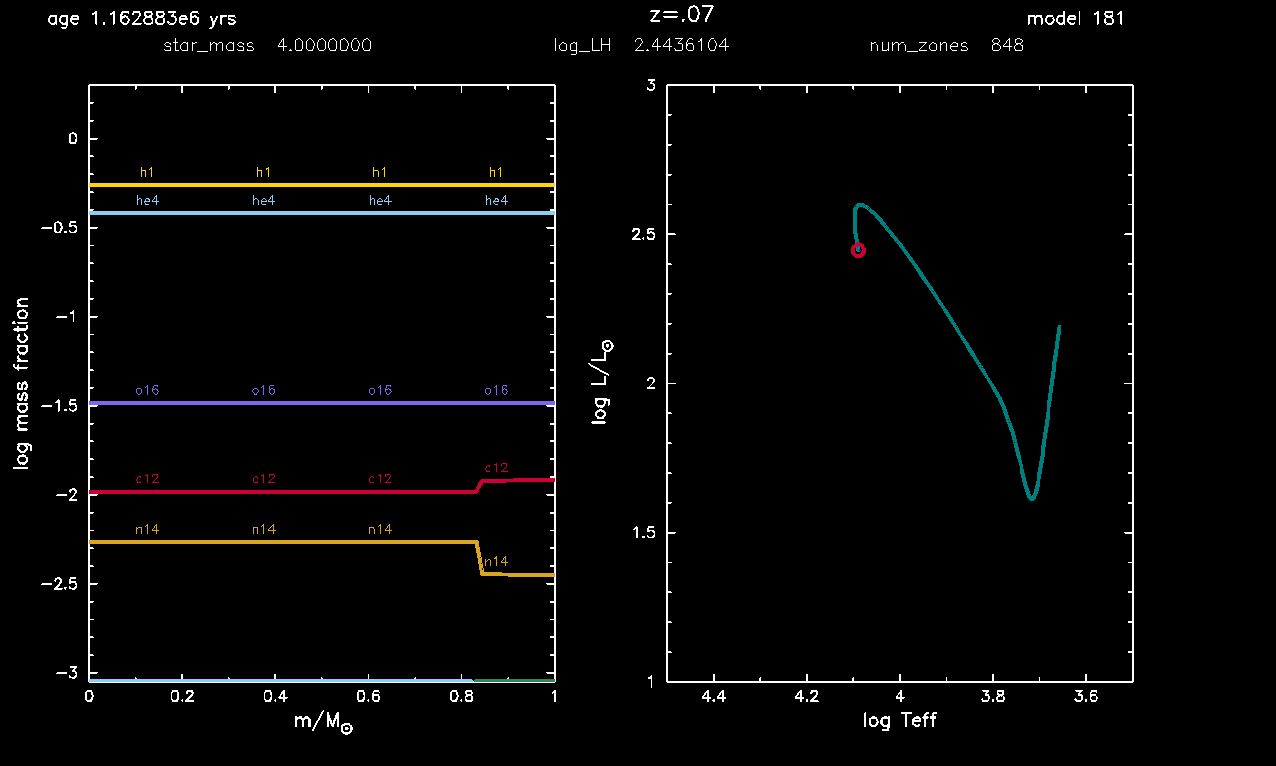 age 1.162883e6 yrs
z=.07
model 181
star_mass 4.0000000
log_LH 2.4436104
num_zones 848
log mass fraction
0
−0.5
−1
−1.5
−2
−2.5
−3
h1 h1 h1 h1
he4 he4 he4 he4
o16 o16 o16 o16
c12 c12 c12 c12
n14 n14 n14 n14
0 0.2 0.4 0.6 0.8 1
m/M⊙
log L/L⊙
3
2.5
2
1.5
1
4.4 4.2 4 3.8 3.6
log Teff